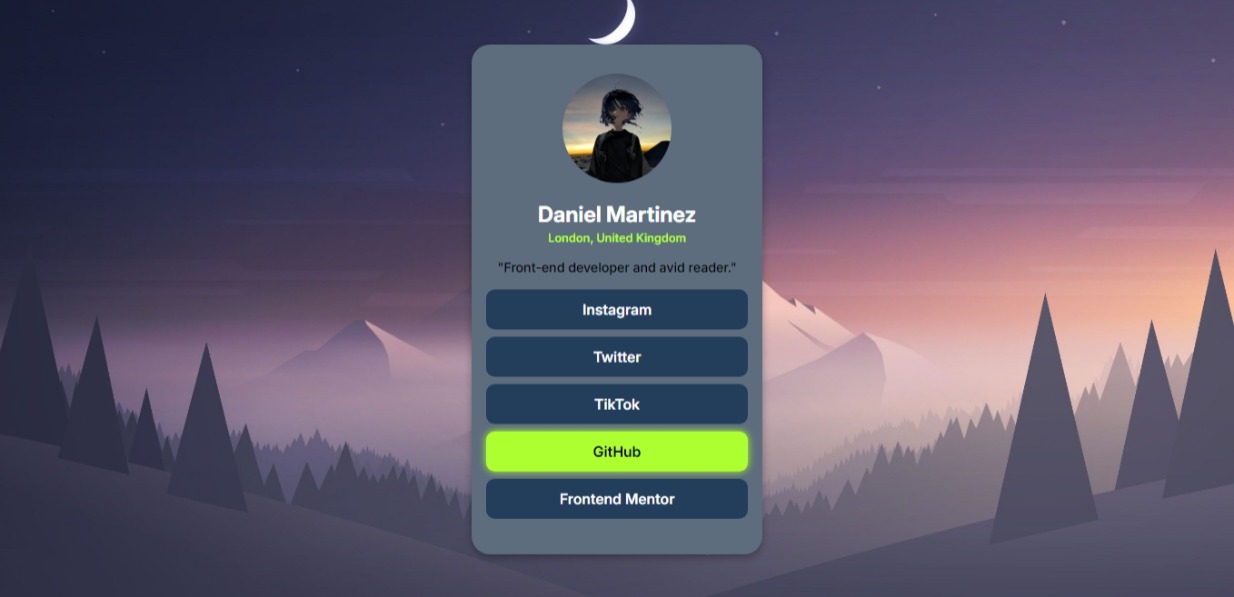 Daniel Martinez
London, United Kingdom
"Front-end developer and avid reader."
Instagram
Twitter
TikTok
GitHub
Frontend Mentor